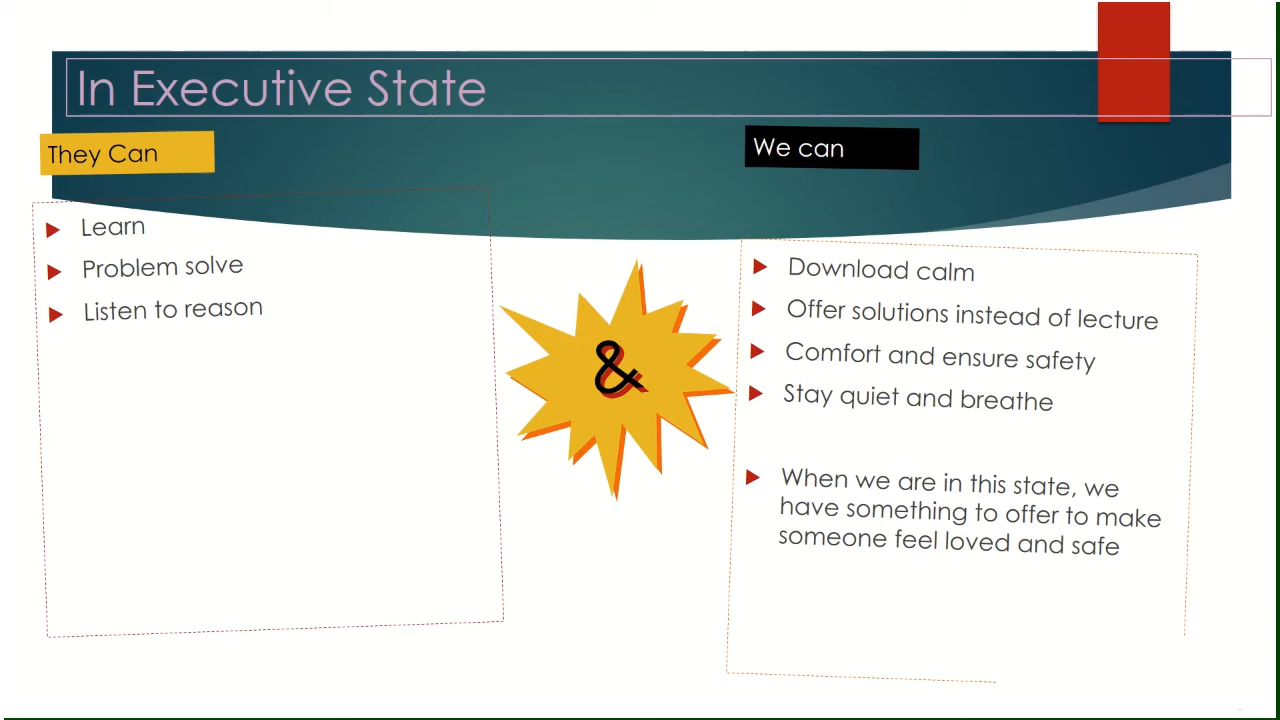 In Executive State
They Can
Learn
Problem solve
Listen to reason
&
We can
Download calm
Offer solutions instead of lecture
Comfort and ensure safety
Stay quiet and breathe
When we are in this state, we
have something to offer to make
someone feel loved and safe